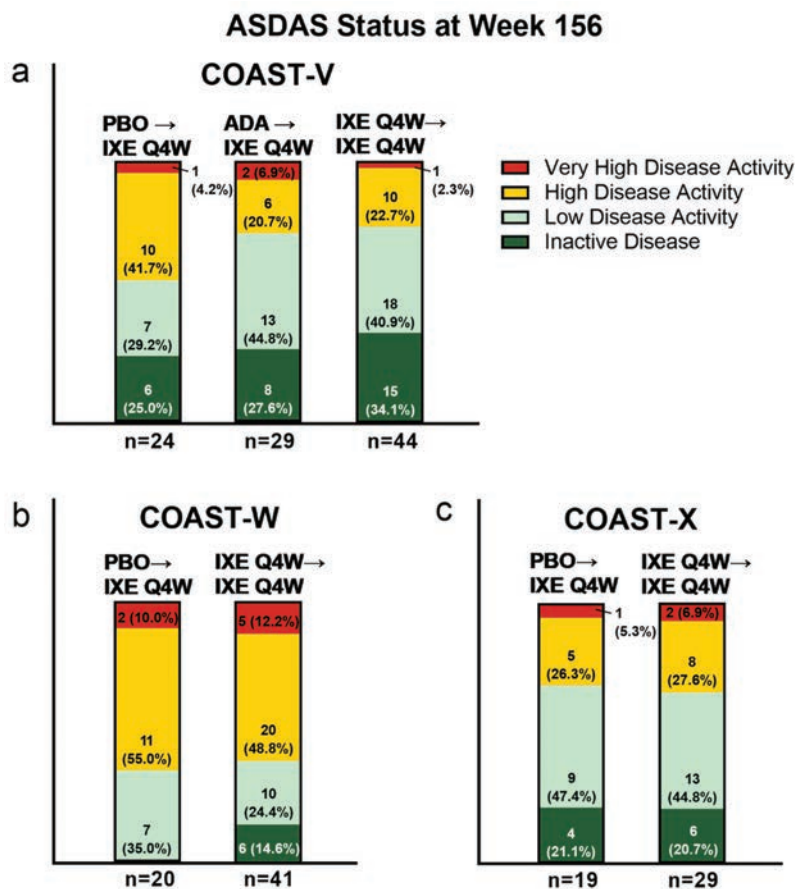 ASDAS Status at Week 156
a
COAST-V
PBO →
IXE Q4W
ADA →
IXE Q4W
IXE Q4W→
IXE Q4W
1
(4.2%)
10
(41.7%)
7
(29.2%)
6
(25.0%)
n=24
2 (6.9%)
6
(20.7%)
13
(44.8%)
8
(27.6%)
n=29
1
(2.3%)
10
(22.7%)
18
(40.9%)
15
(34.1%)
n=44
Very High Disease Activity
High Disease Activity
Low Disease Activity
Inactive Disease
b
COAST-W
PBO→
IXE Q4W
IXE Q4W→
IXE Q4W
2 (10.0%)
11
(55.0%)
7
(35.0%)
n=20
5 (12.2%)
20
(48.8%)
10
(24.4%)
6 (14.6%)
n=41
c
COAST-X
PBO→
IXE Q4W
IXE Q4W→
IXE Q4W
1
(5.3%)
5
(26.3%)
9
(47.4%)
4
(21.1%)
n=19
2 (6.9%)
8
(27.6%)
13
(44.8%)
6
(20.7%)
n=29